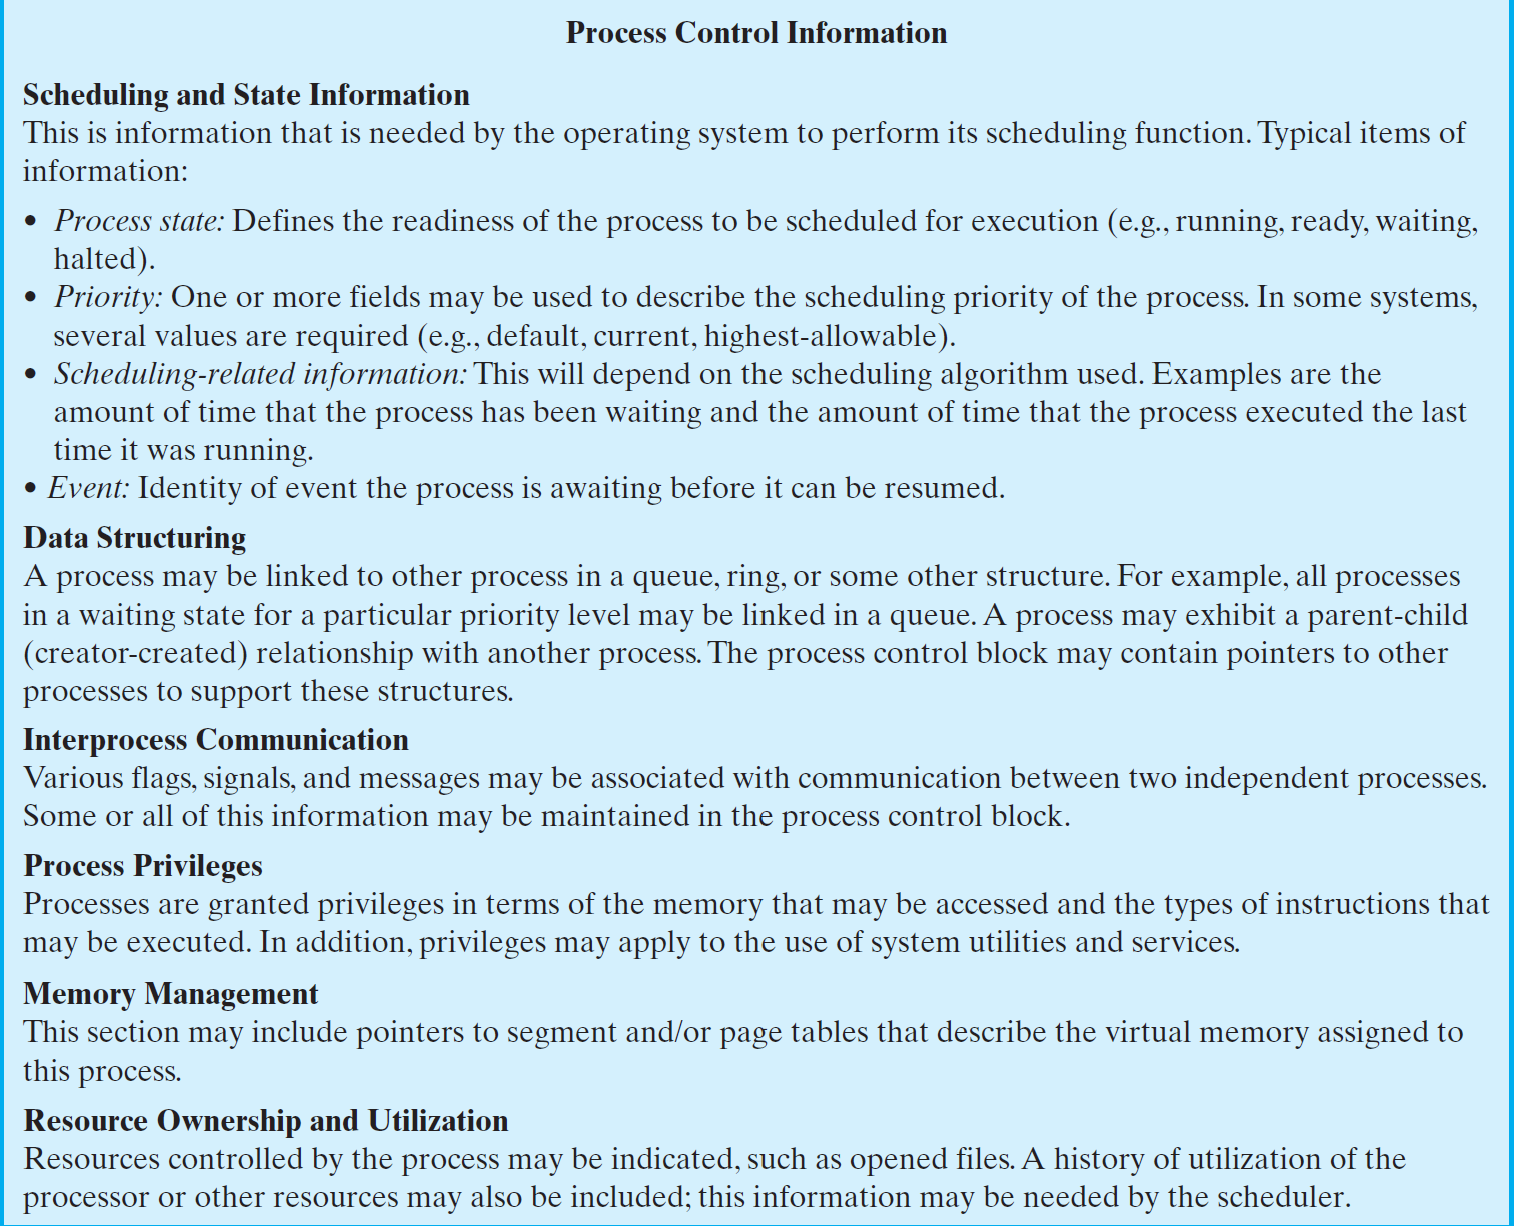 Process Control Information
Scheduling and State Information
This is information that is needed by the operating system to perform its scheduling function. Typical items of
information:
• Process state: Defines the readiness of the process to be scheduled for execution (e.g., running, ready, waiting,
halted).
• Priority: One or more fields may be used to describe the scheduling priority of the process. In some systems,
several values are required (e.g., default, current, highest-allowable).
• Scheduling-related information: This will depend on the scheduling algorithm used. Examples are the
amount of time that the process has been waiting and the amount of time that the process executed the last
time it was running.
• Event: Identity of event the process is awaiting before it can be resumed.
Data Structuring
A process may be linked to other process in a queue, ring, or some other structure. For example, all processes
in a waiting state for a particular priority level may be linked in a queue. A process may exhibit a parent-child
(creator-created) relationship with another process. The process control block may contain pointers to other
processes to support these structures.
Interprocess Communication
Various flags, signals, and messages may be associated with communication between two independent processes.
Some or all of this information may be maintained in the process control block.
Process Privileges
Processes are granted privileges in terms of the memory that may be accessed and the types of instructions that
may be executed. In addition, privileges may apply to the use of system utilities and services.
Memory Management
This section may include pointers to segment and/or page tables that describe the virtual memory assigned to
this process.
Resource Ownership and Utilization
Resources controlled by the process may be indicated, such as opened files. A history of utilization of the
processor or other resources may also be included; this information may be needed by the scheduler.